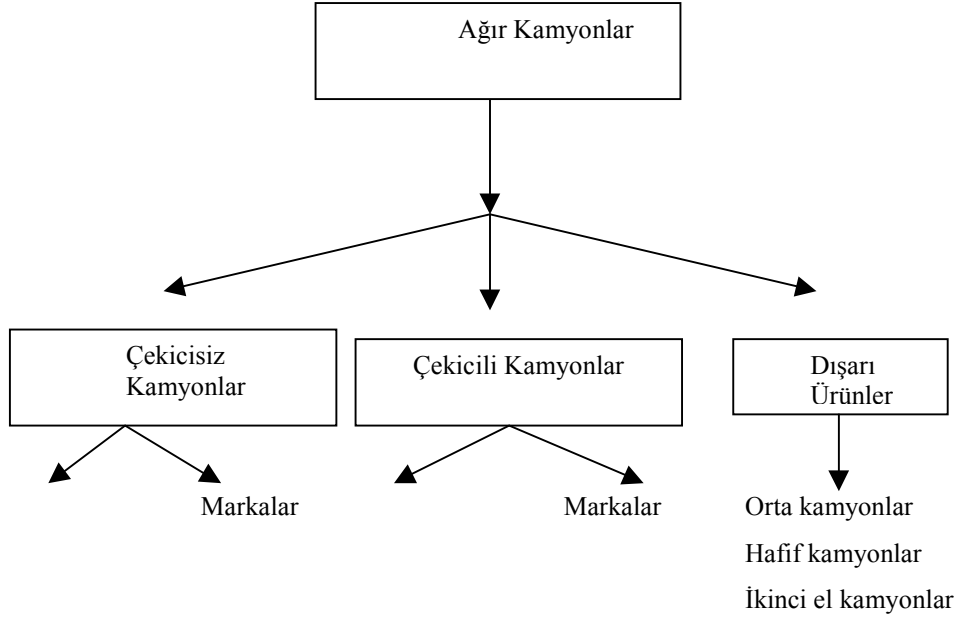 Ağır Kamyonlar
Çekicisiz
Kamyonlar
Çekicili Kamyonlar
Dışarı
Ürünler
Markalar
Markalar
Orta kamyonlar
Hafif kamyonlar
İkinci el kamyonlar